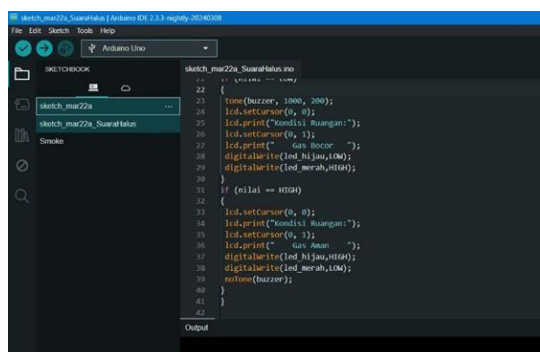 sketch_mar22a_SuaraHalus | Arduino IDE 2.3.3-nightly-20240308
File Edit Sketch Tools Help
Arduino Uno
SKETCHBOOK
sketch_mar22a_SuaraHalus.ino
sketch_mar22a ...
sketch_mar22a_SuaraHalus
Smoke
21 if (nilai == LOW)
22 {
23 tone(buzzer, 1000, 200);
24 lcd.setCursor(0, 0);
25 lcd.print("Kondisi Ruangan:");
26 lcd.setCursor(0, 1);
27 lcd.print("   Gas Bocor  ");
28 digitalWrite(led_hijau,LOW);
29 digitalWrite(led_merah,HIGH);
30 }
31 if (nilai == HIGH)
32 {
33 lcd.setCursor(0, 0);
34 lcd.print("Kondisi Ruangan:");
35 lcd.setCursor(0, 1);
36 lcd.print("    Gas Aman   ");
37 digitalWrite(led_hijau,HIGH);
38 digitalWrite(led_merah,LOW);
39 noTone(buzzer);
40 }
41 }
42
Output